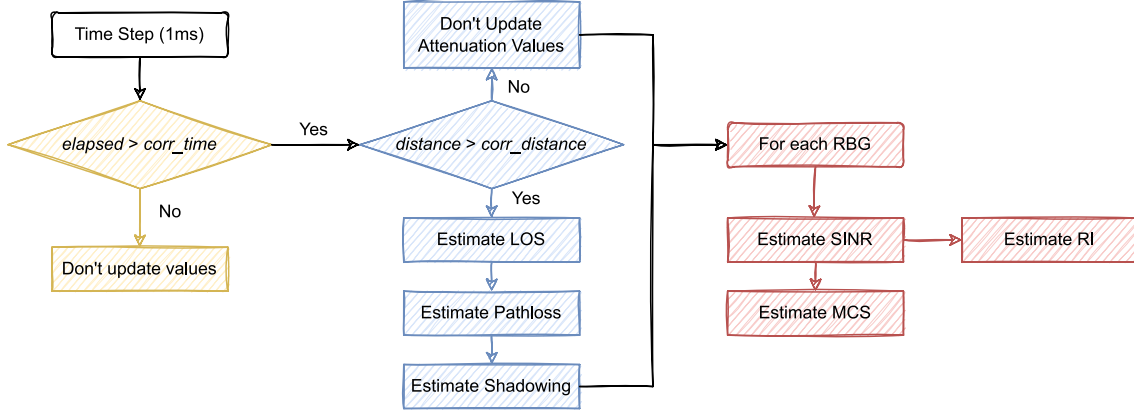 Time Step (1ms)
elapsed > corr_time
Yes
No
Don't update values
Don't Update
Attenuation Values
No
distance > corr_distance
Yes
Estimate LOS
Estimate Pathloss
Estimate Shadowing
For each RBG
Estimate SINR
Estimate RI
Estimate MCS